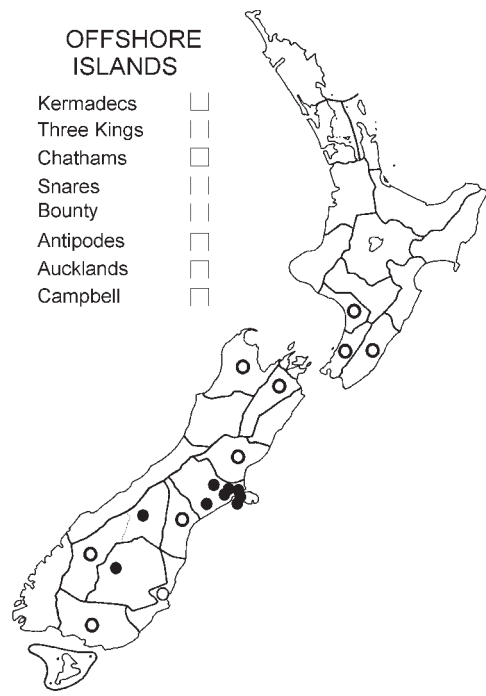 OFFSHORE
ISLANDS
Kermadecs
Three Kings
Chathams
Snares
Bounty
Antipodes
Aucklands
Campbell